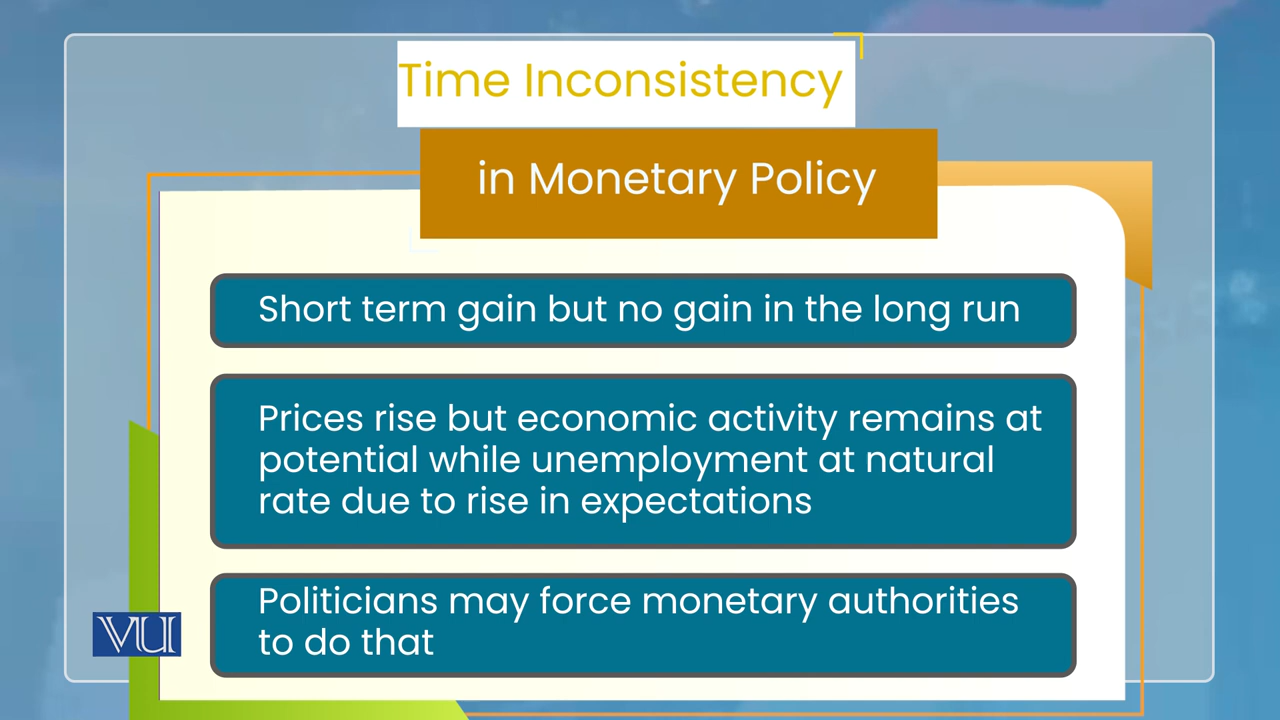 Time Inconsistency
in Monetary Policy
Short term gain but no gain in the long run
Prices rise but economic activity remains at
potential while unemployment at natural
rate due to rise in expectations
Politicians may force monetary authorities
to do that
VU